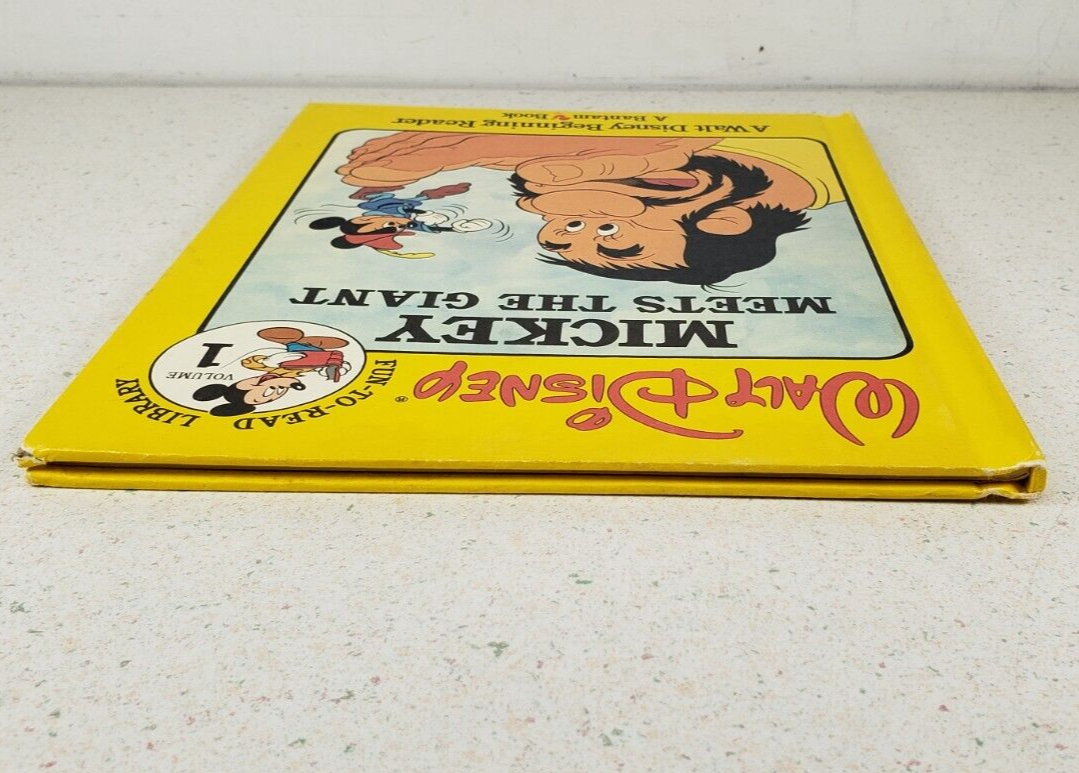 WALT DISNEY®
FUN-TO-READ
LIBRARY
VOLUME
1
MICKEY
MEETS THE GIANT
A Walt Disney Beginning Reader
A Bantam Book